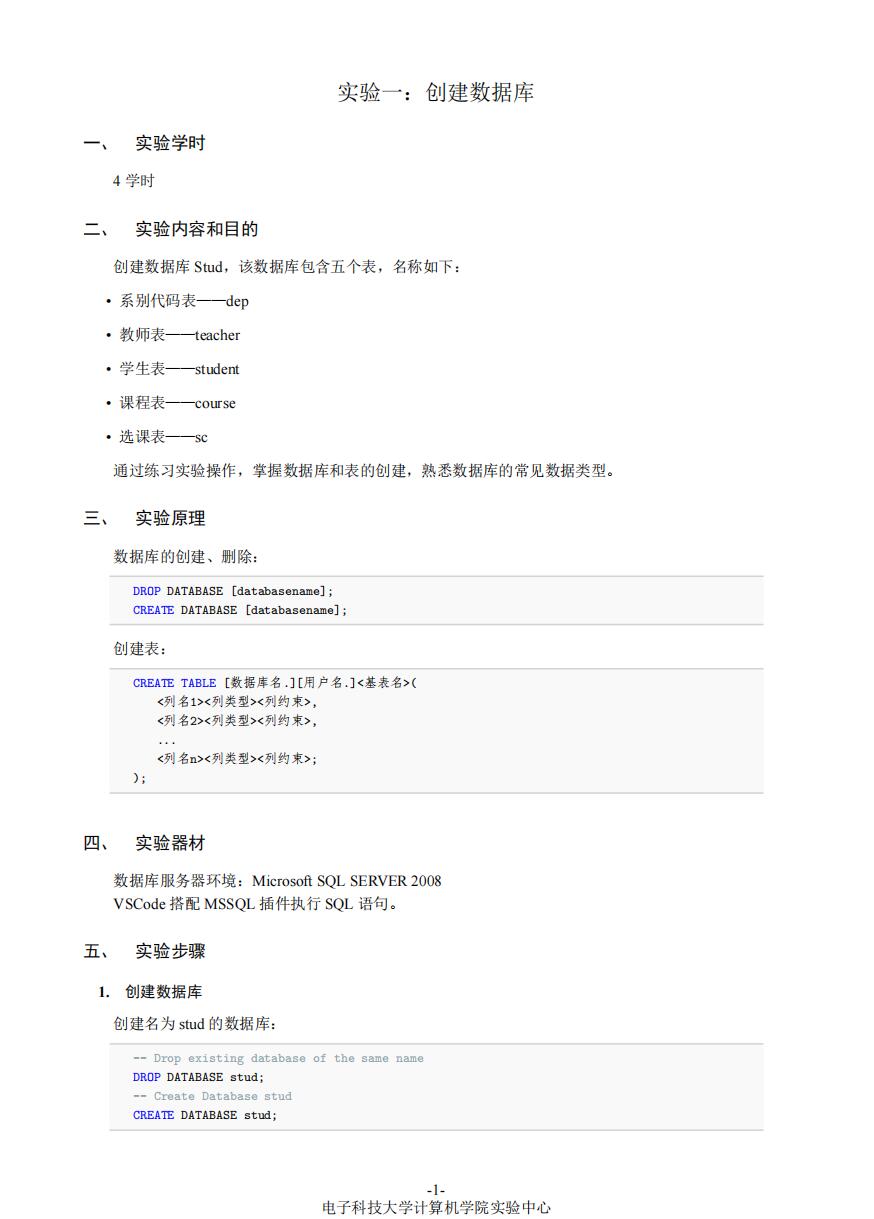 实验一：创建数据库
一、 实验学时
4 学时
二、 实验内容和目的
创建数据库 Stud，该数据库包含五个表，名称如下：
• 系别代码表——dep
• 教师表——teacher
• 学生表——student
• 课程表——course
• 选课表——sc
通过练习实验操作，掌握数据库和表的创建，熟悉数据库的常见数据类型。
三、 实验原理
数据库的创建、删除：
DROP DATABASE [databasename];
CREATE DATABASE [databasename];
创建表：
CREATE TABLE [数据库名.][用户名.]<基表名>(
<列名1><列类型><列约束>,
<列名2><列类型><列约束>,
...
<列名n><列类型><列约束>;
);
四、 实验器材
数据库服务器环境：Microsoft SQL SERVER 2008
VSCode 搭配 MSSQL 插件执行 SQL 语句。
五、 实验步骤
1. 创建数据库
创建名为 stud 的数据库：
-- Drop existing database of the same name
DROP DATABASE stud;
-- Create Database stud
CREATE DATABASE stud;
-1-
电子科技大学计算机学院实验中心